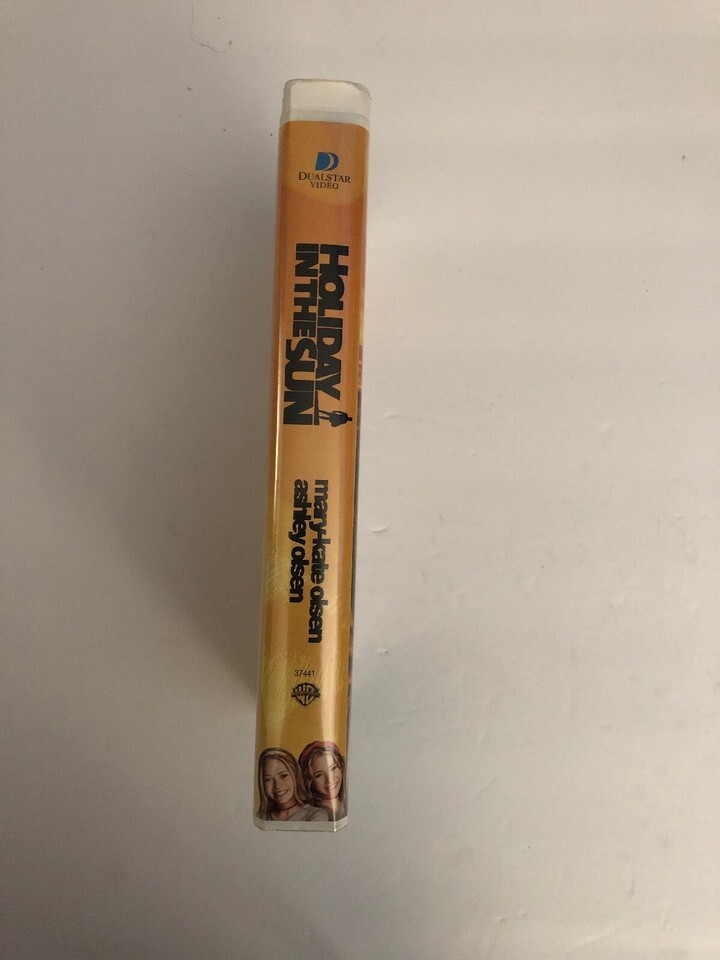 DUALSTAR
VIDEO
HOLIDAY
IN THE SUN
mary-kate olsen
ashley olsen
37441